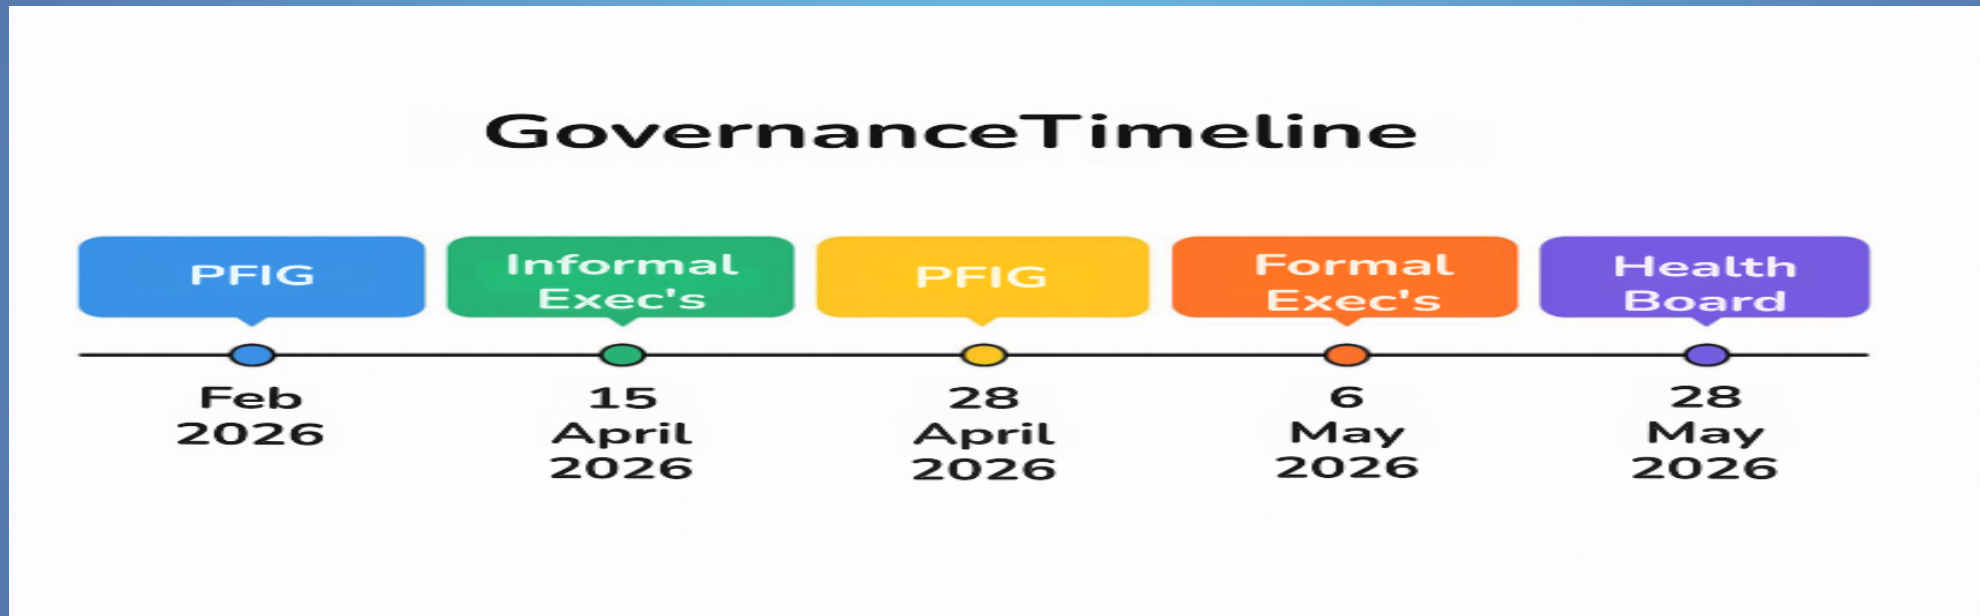 GovernanceTimeline
PFIG
Informal
Exec's
PFIG
Formal
Exec's
Health
Board
Feb
2026
15
April
2026
28
April
2026
6
May
2026
28
May
2026